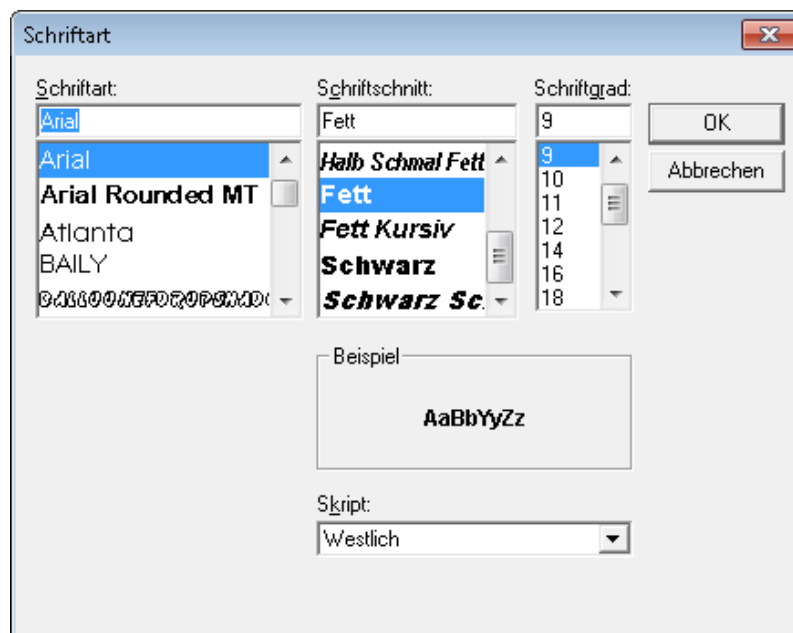 Schriftart
Schriftart:
Arial
Arial
Arial Rounded MT
Atlanta
BAILY
Schriftschnitt:
Fett
Halb Schmal Fett
Fett
Fett Kursiv
Schwarz
Schwarz Sc
Schriftgrad:
9
9
10
11
12
14
16
18
OK
Abbrechen
Beispiel
AaBbYyZz
Skript:
Westlich